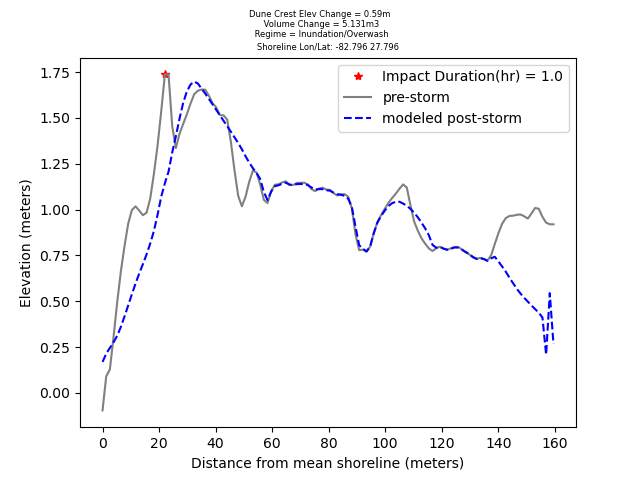 Dune Crest Elev Change = 0.59m
Volume Change = 5.131m3
Regime = Inundation/Overwash
Shoreline Lon/Lat: -82.796 27.796
Impact Duration(hr) = 1.0
pre-storm
modeled post-storm
Elevation (meters)
1.75
1.50
1.25
1.00
0.75
0.50
0.25
0.00
0 20 40 60 80 100 120 140 160
Distance from mean shoreline (meters)